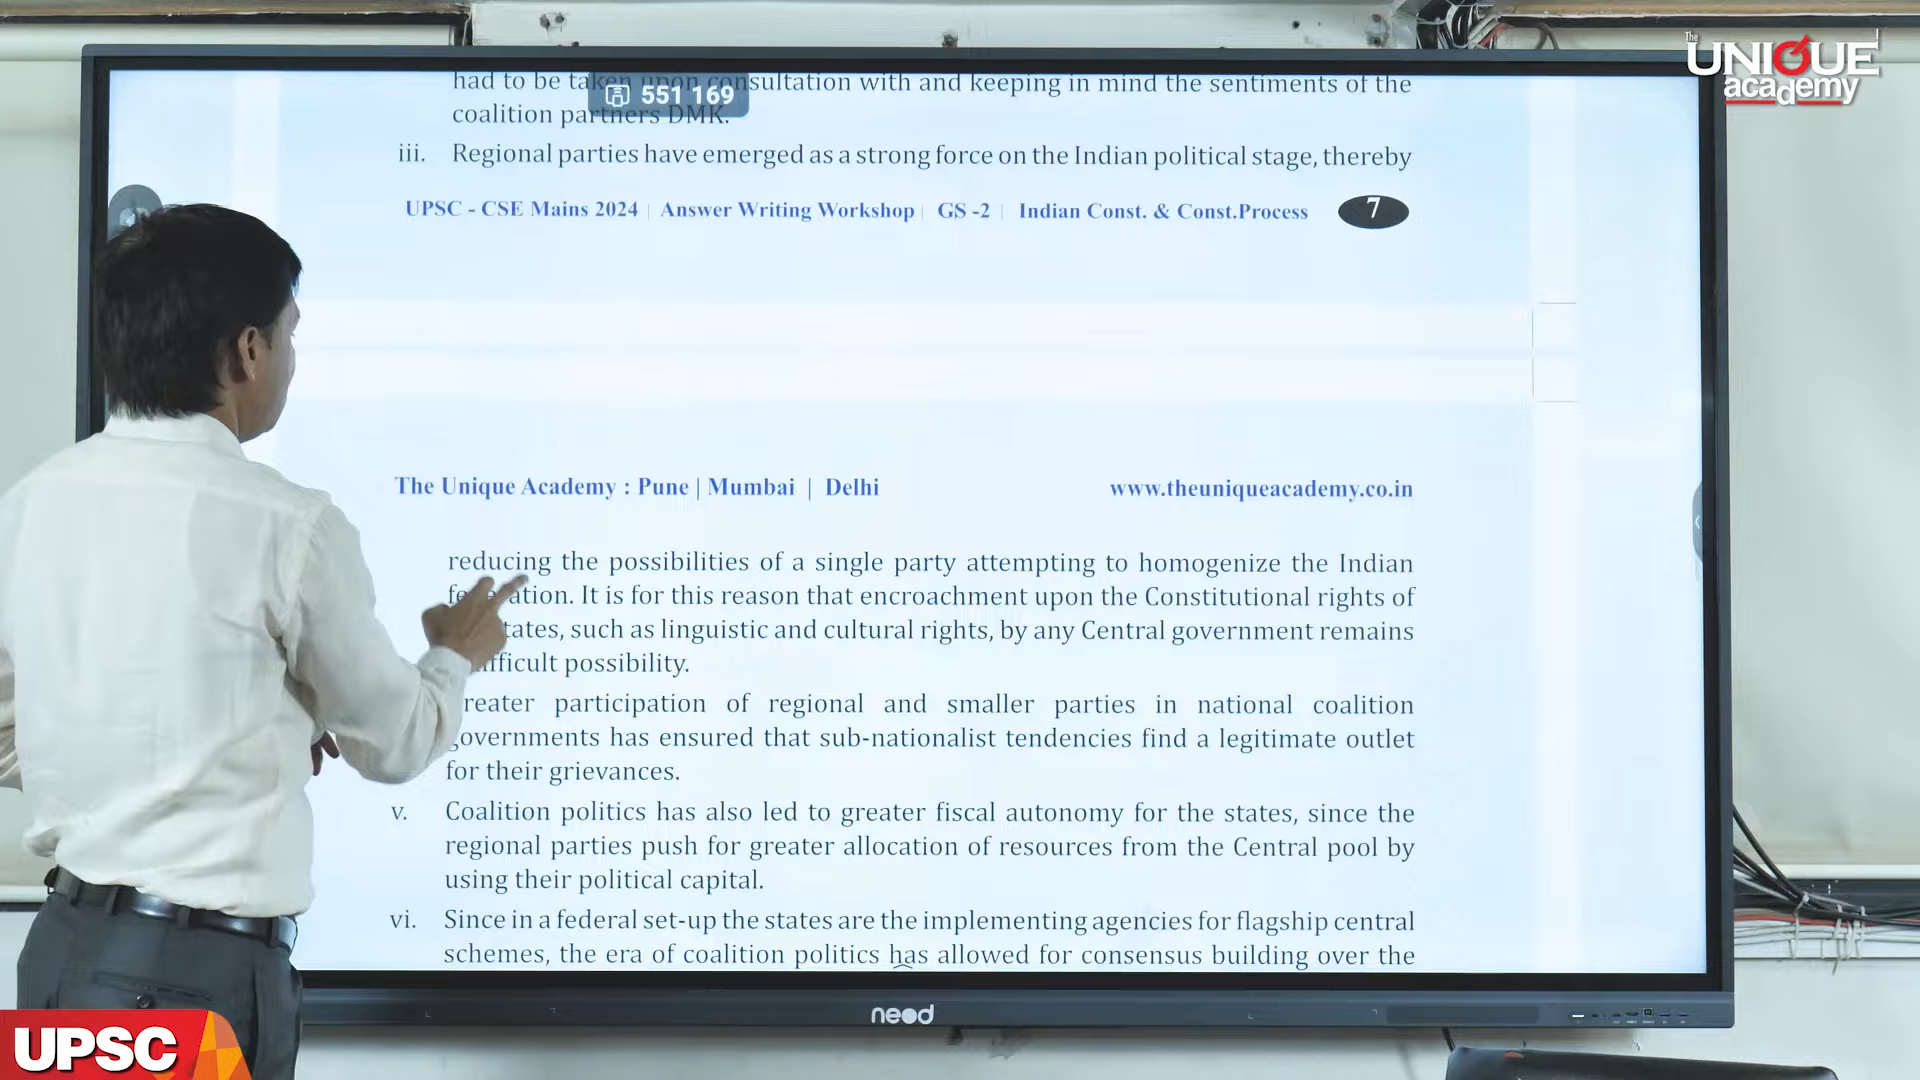 The
UNIQUE
academy
had to be taken upon consultation with and keeping in mind the sentiments of the
551 169
coalition partners DMK.
iii. Regional parties have emerged as a strong force on the Indian political stage, thereby
UPSC - CSE Mains 2024 | Answer Writing Workshop | GS -2 | Indian Const. & Const.Process 7
The Unique Academy : Pune | Mumbai | Delhi www.theuniqueacademy.co.in
reducing the possibilities of a single party attempting to homogenize the Indian
federation. It is for this reason that encroachment upon the Constitutional rights of
states, such as linguistic and cultural rights, by any Central government remains
difficult possibility.
Greater participation of regional and smaller parties in national coalition
governments has ensured that sub-nationalist tendencies find a legitimate outlet
for their grievances.
v. Coalition politics has also led to greater fiscal autonomy for the states, since the
regional parties push for greater allocation of resources from the Central pool by
using their political capital.
vi. Since in a federal set-up the states are the implementing agencies for flagship central
schemes, the era of coalition politics has allowed for consensus building over the
neod
UPSC